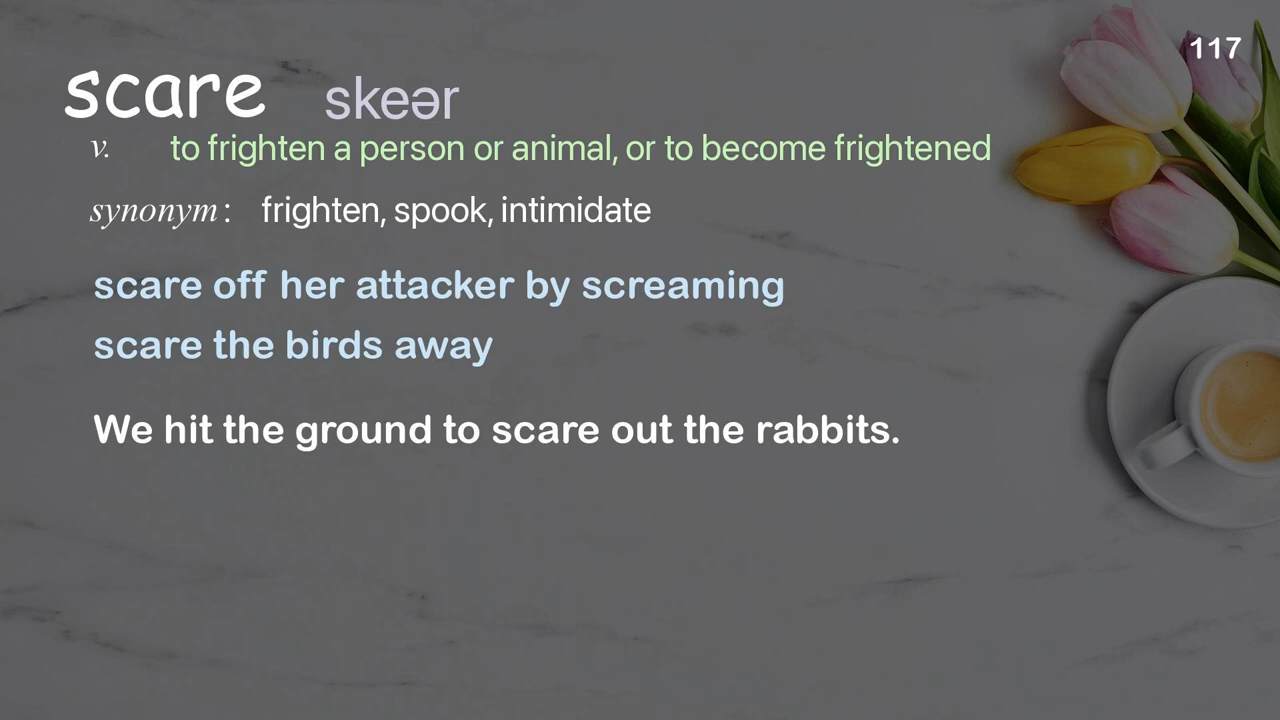 117
scare skeər
v. to frighten a person or animal, or to become frightened
synonym: frighten, spook, intimidate
scare off her attacker by screaming
scare the birds away
We hit the ground to scare out the rabbits.